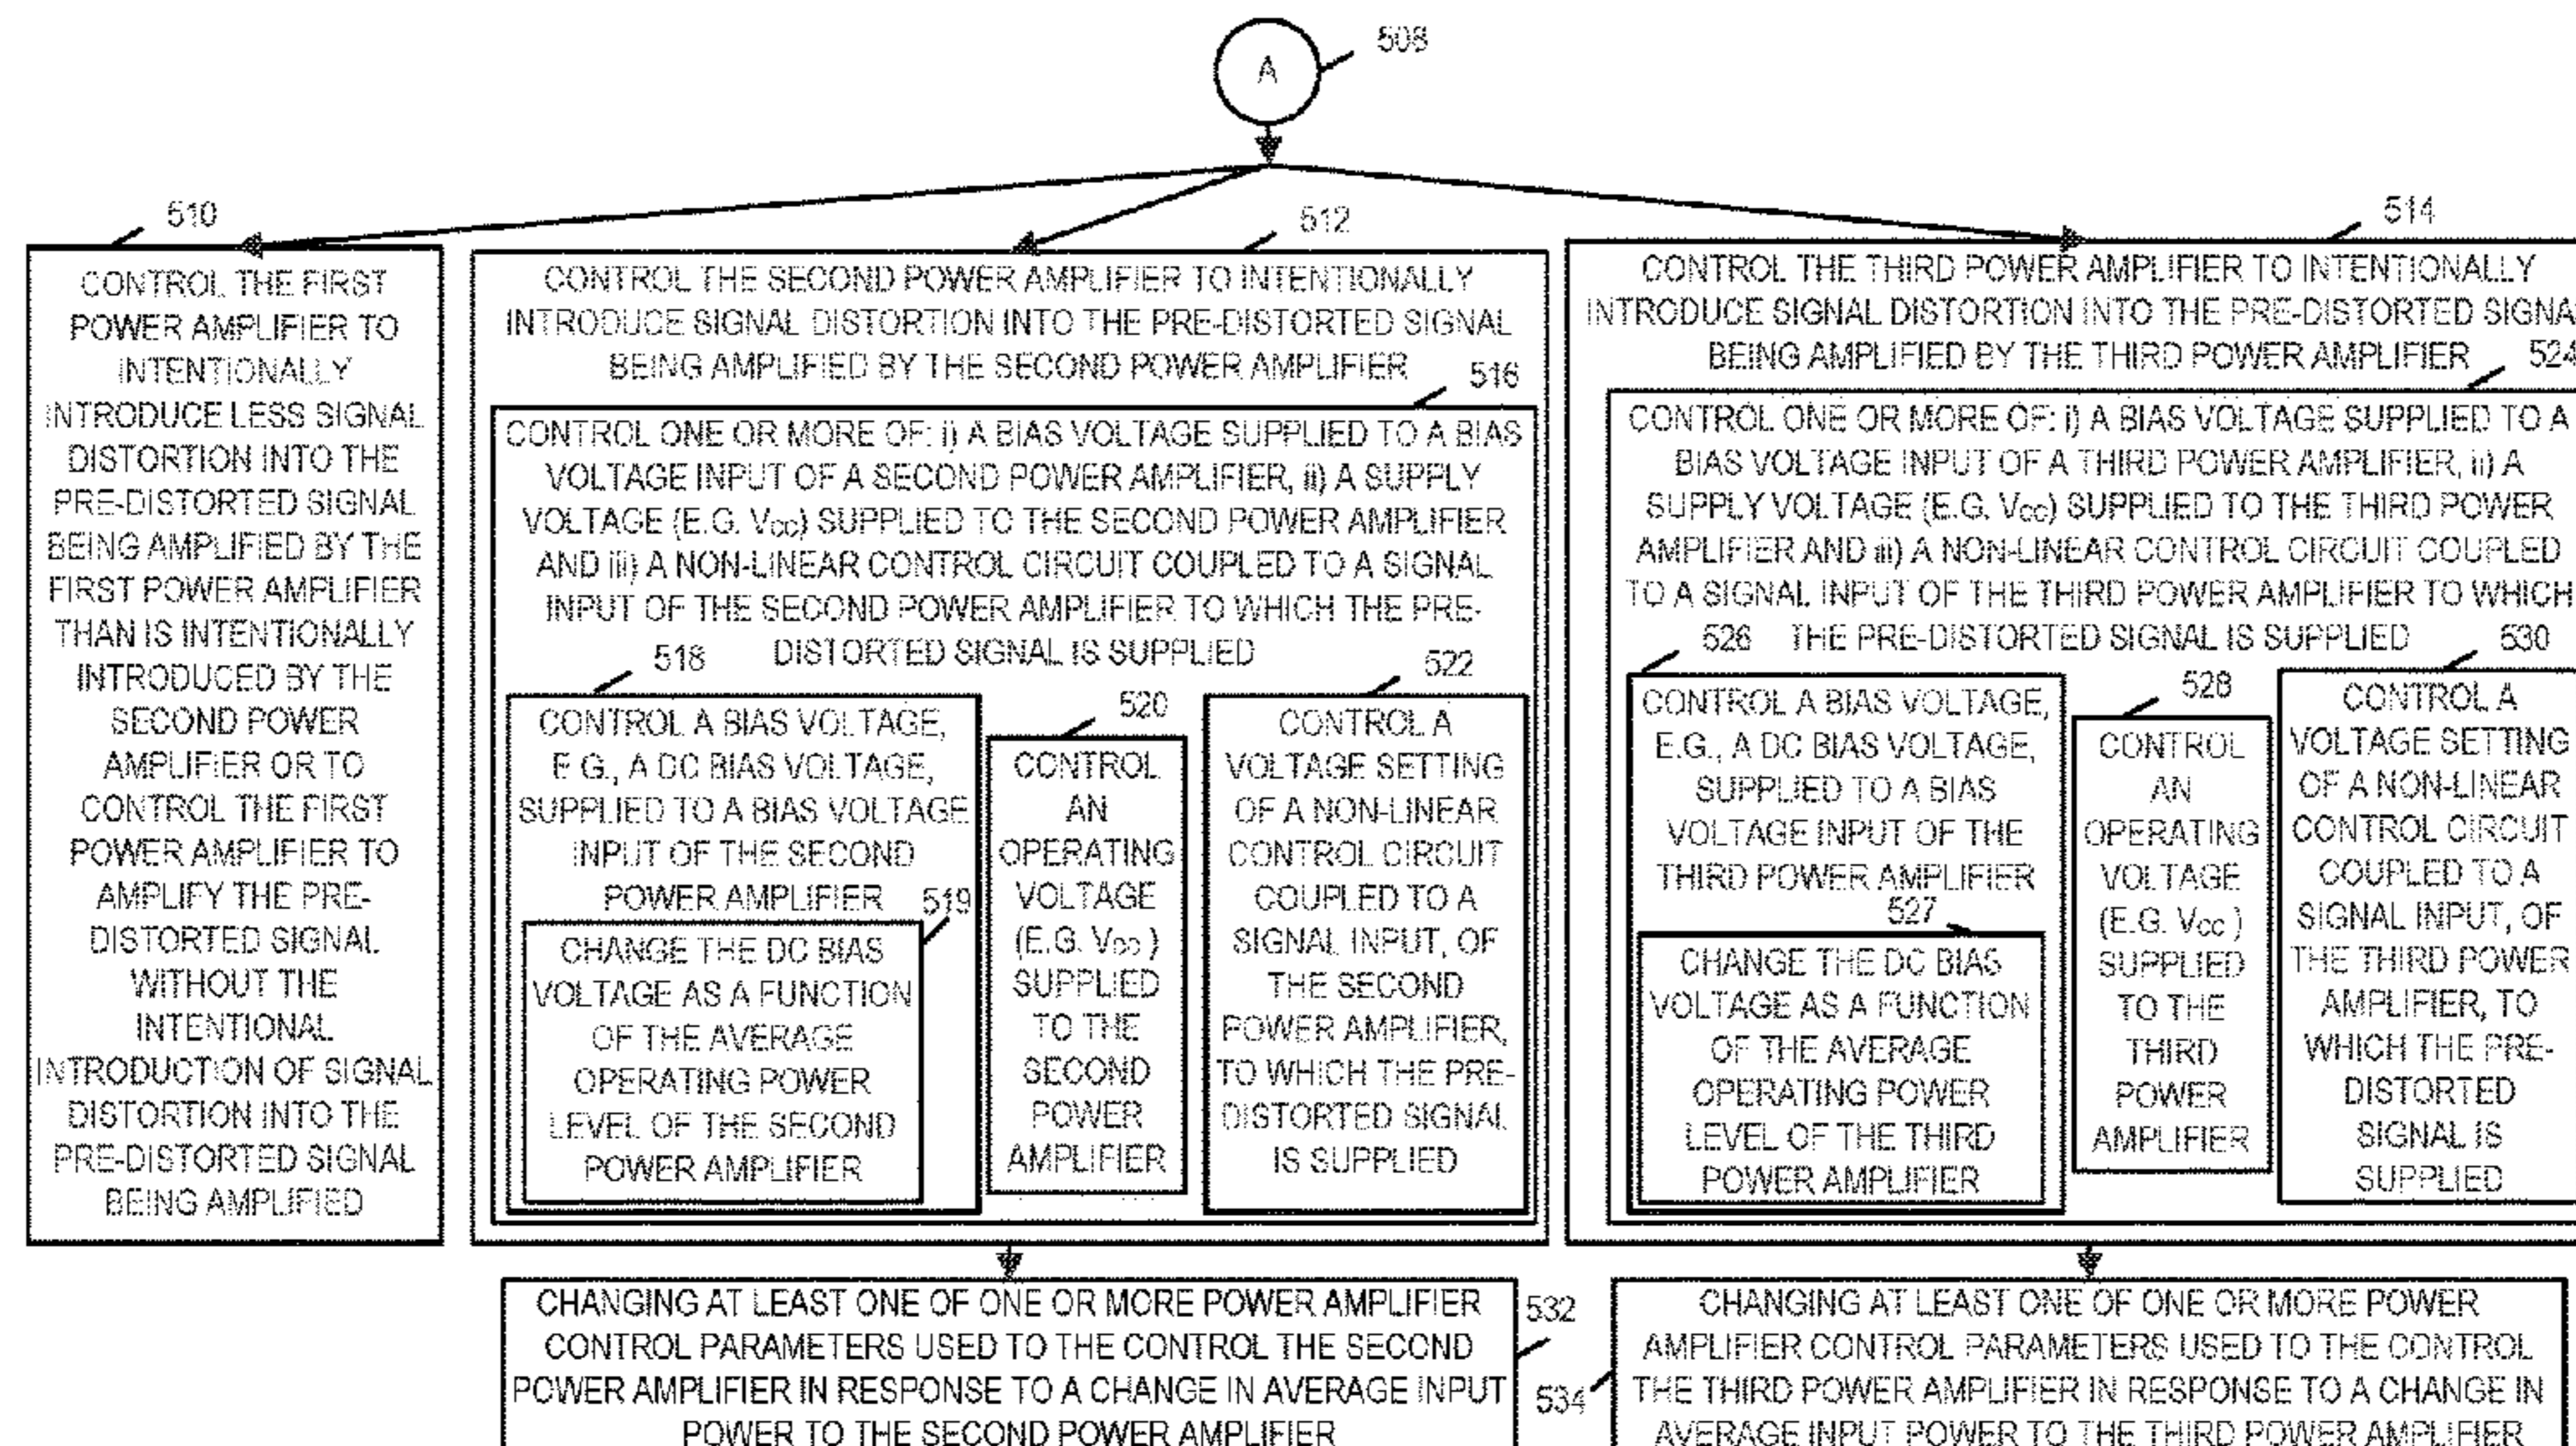 A
508
510
CONTROL THE FIRST
POWER AMPLIFIER TO
INTENTIONALLY
INTRODUCE LESS SIGNAL
DISTORTION INTO THE
PRE-DISTORTED SIGNAL
BEING AMPLIFIED BY THE
FIRST POWER AMPLIFIER
THAN IS INTENTIONALLY
INTRODUCED BY THE
SECOND POWER
AMPLIFIER OR TO
CONTROL THE FIRST
POWER AMPLIFIER TO
AMPLIFY THE PRE-
DISTORTED SIGNAL
WITHOUT THE
INTENTIONAL
INTRODUCTION OF SIGNAL
DISTORTION INTO THE
PRE-DISTORTED SIGNAL
BEING AMPLIFIED
512
CONTROL THE SECOND POWER AMPLIFIER TO INTENTIONALLY
INTRODUCE SIGNAL DISTORTION INTO THE PRE-DISTORTED SIGNAL
BEING AMPLIFIED BY THE SECOND POWER AMPLIFIER
516
CONTROL ONE OR MORE OF: i) A BIAS VOLTAGE SUPPLIED TO A BIAS
VOLTAGE INPUT OF A SECOND POWER AMPLIFIER, ii) A SUPPLY
VOLTAGE (E.G. Vcc) SUPPLIED TO THE SECOND POWER AMPLIFIER
AND iii) A NON-LINEAR CONTROL CIRCUIT COUPLED TO A SIGNAL
INPUT OF THE SECOND POWER AMPLIFIER TO WHICH THE PRE-
DISTORTED SIGNAL IS SUPPLIED
518
CONTROL A BIAS VOLTAGE,
E.G., A DC BIAS VOLTAGE,
SUPPLIED TO A BIAS VOLTAGE
INPUT OF THE SECOND
POWER AMPLIFIER
519
CHANGE THE DC BIAS
VOLTAGE AS A FUNCTION
OF THE AVERAGE
OPERATING POWER
LEVEL OF THE SECOND
POWER AMPLIFIER
520
CONTROL
AN
OPERATING
VOLTAGE
(E.G. Vcc )
SUPPLIED
TO THE
SECOND
POWER
AMPLIFIER
522
CONTROL A
VOLTAGE SETTING
OF A NON-LINEAR
CONTROL CIRCUIT
COUPLED TO A
SIGNAL INPUT, OF
THE SECOND
POWER AMPLIFIER,
TO WHICH THE PRE-
DISTORTED SIGNAL
IS SUPPLIED
514
CONTROL THE THIRD POWER AMPLIFIER TO INTENTIONALLY
INTRODUCE SIGNAL DISTORTION INTO THE PRE-DISTORTED SIGNA
BEING AMPLIFIED BY THE THIRD POWER AMPLIFIER
524
CONTROL ONE OR MORE OF: i) A BIAS VOLTAGE SUPPLIED TO A
BIAS VOLTAGE INPUT OF A THIRD POWER AMPLIFIER, ii) A
SUPPLY VOLTAGE (E.G. Vcc) SUPPLIED TO THE THIRD POWER
AMPLIFIER AND iii) A NON-LINEAR CONTROL CIRCUIT COUPLED
TO A SIGNAL INPUT OF THE THIRD POWER AMPLIFIER TO WHICH
THE PRE-DISTORTED SIGNAL IS SUPPLIED
526
CONTROL A BIAS VOLTAGE,
E.G., A DC BIAS VOLTAGE,
SUPPLIED TO A BIAS
VOLTAGE INPUT OF THE
THIRD POWER AMPLIFIER
527
CHANGE THE DC BIAS
VOLTAGE AS A FUNCTION
OF THE AVERAGE
OPERATING POWER
LEVEL OF THE THIRD
POWER AMPLIFIER
528
CONTROL
AN
OPERATING
VOLTAGE
(E.G. Vcc )
SUPPLIED
TO THE
THIRD
POWER
AMPLIFIER
530
CONTROL A
VOLTAGE SETTING
OF A NON-LINEAR
CONTROL CIRCUIT
COUPLED TO A
SIGNAL INPUT, OF
THE THIRD POWER
AMPLIFIER, TO
WHICH THE PRE-
DISTORTED
SIGNAL IS
SUPPLIED
CHANGING AT LEAST ONE OF ONE OR MORE POWER AMPLIFIER
CONTROL PARAMETERS USED TO THE CONTROL THE SECOND
POWER AMPLIFIER IN RESPONSE TO A CHANGE IN AVERAGE INPUT
POWER TO THE SECOND POWER AMPLIFIER
532
534
CHANGING AT LEAST ONE OF ONE OR MORE POWER
AMPLIFIER CONTROL PARAMETERS USED TO THE CONTROL
THE THIRD POWER AMPLIFIER IN RESPONSE TO A CHANGE IN
AVERAGE INPUT POWER TO THE THIRD POWER AMPLIFIER